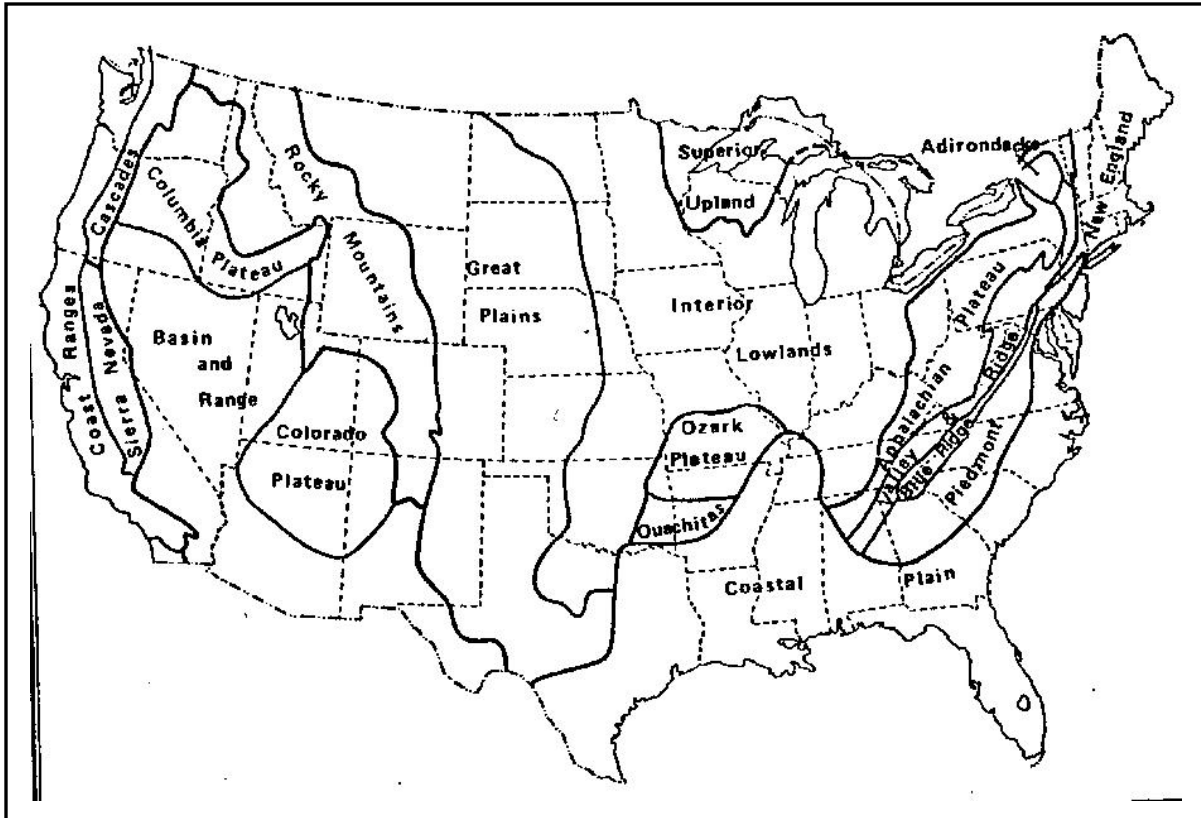 Cascades
Columbia Plateau
Rocky
Mountains
Coast Ranges
Sierra Nevada
Basin
and
Range
Colorado
Plateau
Great
Plains
Superior
Upland
Interior
Lowlands
Ozark
Plateau
Ouachitas
Coastal
Plain
Adirondacks
New England
Appalachian Plateau
Valley & Ridge
Blue Ridge
Piedmont